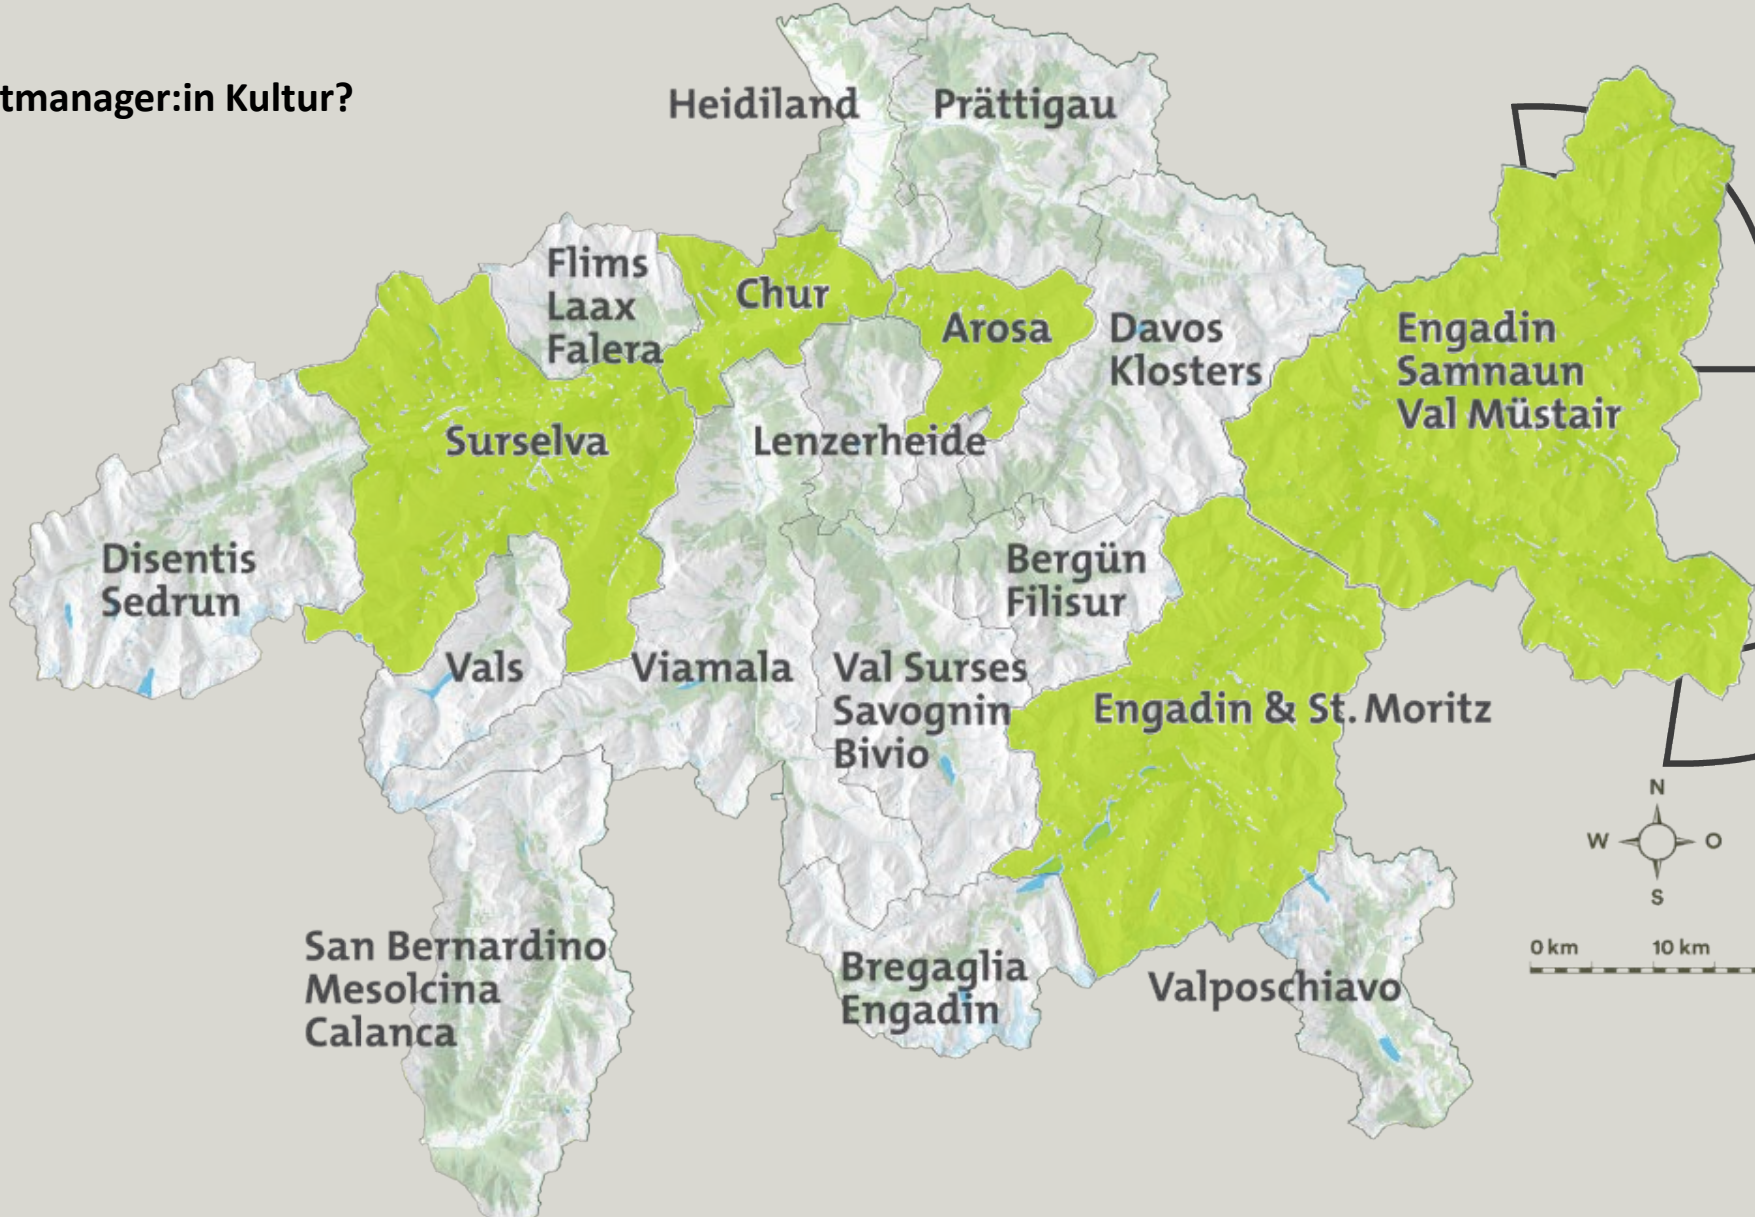 tmanager:in Kultur?
Heidiland
Prättigau
Flims
Laax
Falera
Chur
Arosa
Davos
Klosters
Engadin
Samnaun
Val Müstair
Surselva
Lenzerheide
Disentis
Sedrun
Bergün
Filisur
Vals
Viamala
Val Surses
Savognin
Bivio
Engadin & St. Moritz
N
W
O
S
San Bernardino
Mesolcina
Calanca
Bregaglia
Engadin
Valposchiavo
0 km
10 km